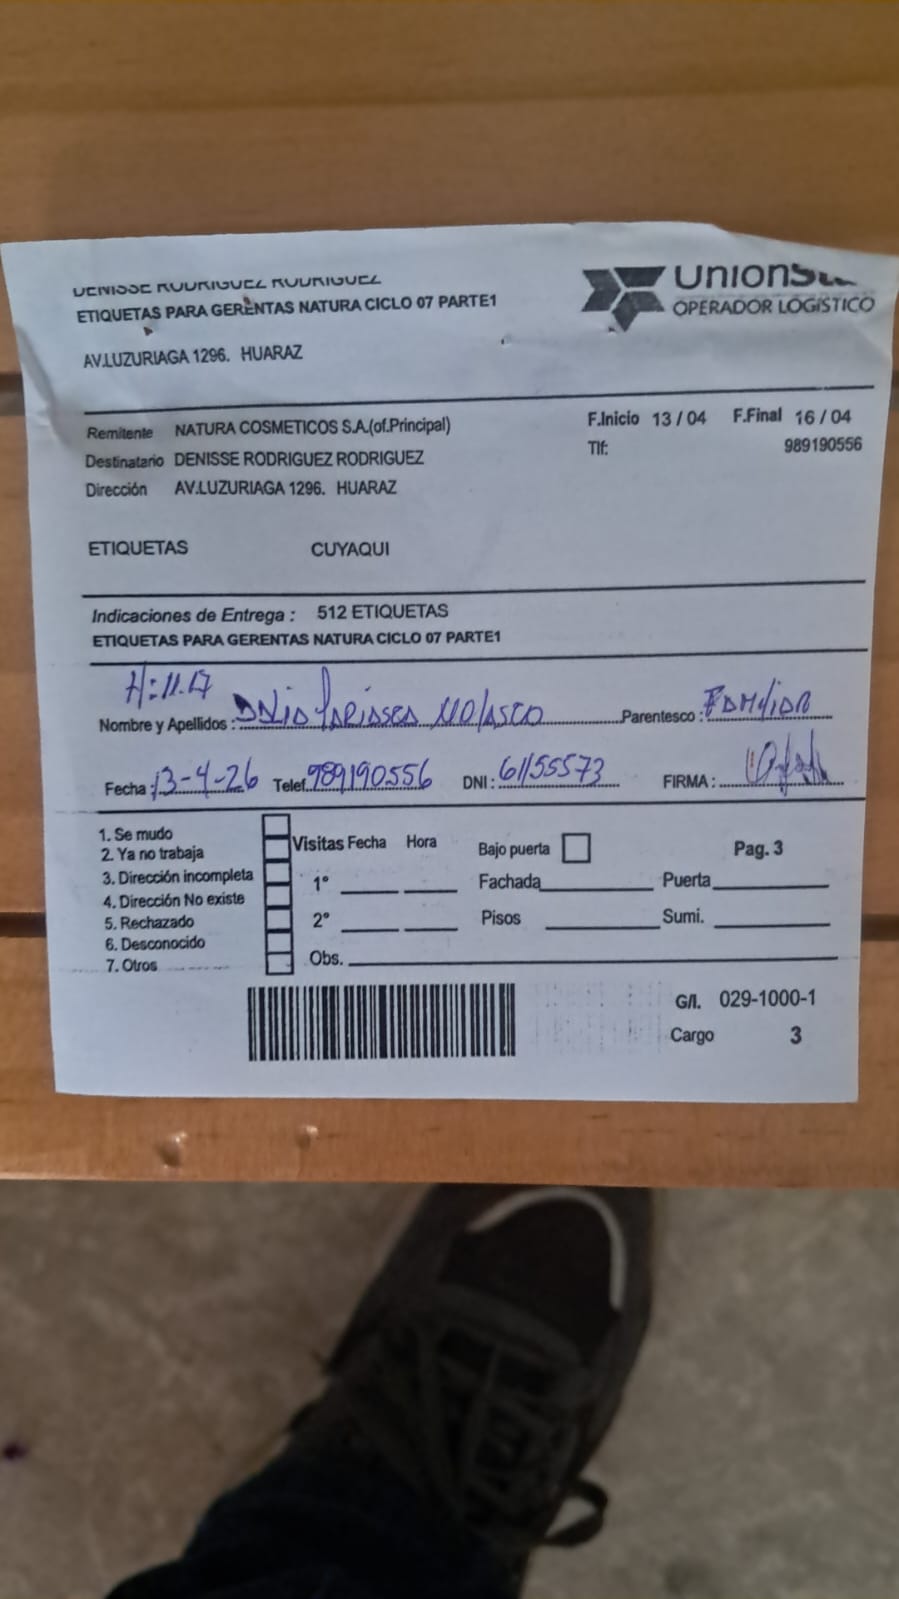 DENISSE RODRIGUEZ RODRIGUEZ
ETIQUETAS PARA GERENTAS NATURA CICLO 07 PARTE1
AV.LUZURIAGA 1296. HUARAZ
OPERADOR LOGÍSTICO
Remitente NATURA COSMETICOS S.A.(of.Principal)
F.Inicio 13 / 04 F.Final 16 / 04
Destinatario DENISSE RODRIGUEZ RODRIGUEZ
Tlf: 989190556
Dirección AV.LUZURIAGA 1296. HUARAZ
ETIQUETAS CUYAQUI
Indicaciones de Entrega : 512 ETIQUETAS
ETIQUETAS PARA GERENTAS NATURA CICLO 07 PARTE1
H:11.17
Nombre y Apellidos : NOLASCO Parentesco : FAMILIAR
Fecha : 13-4-26 Telef. 989190556 DNI : 61155573 FIRMA :
1. Se mudo
2. Ya no trabaja
3. Dirección incompleta
4. Dirección No existe
5. Rechazado
6. Desconocido
7. Otros
Visitas Fecha Hora
1°
2°
Obs.
Bajo puerta
Fachada
Pisos
Pag. 3
Puerta
Sumi.
G/I. 029-1000-1
Cargo 3